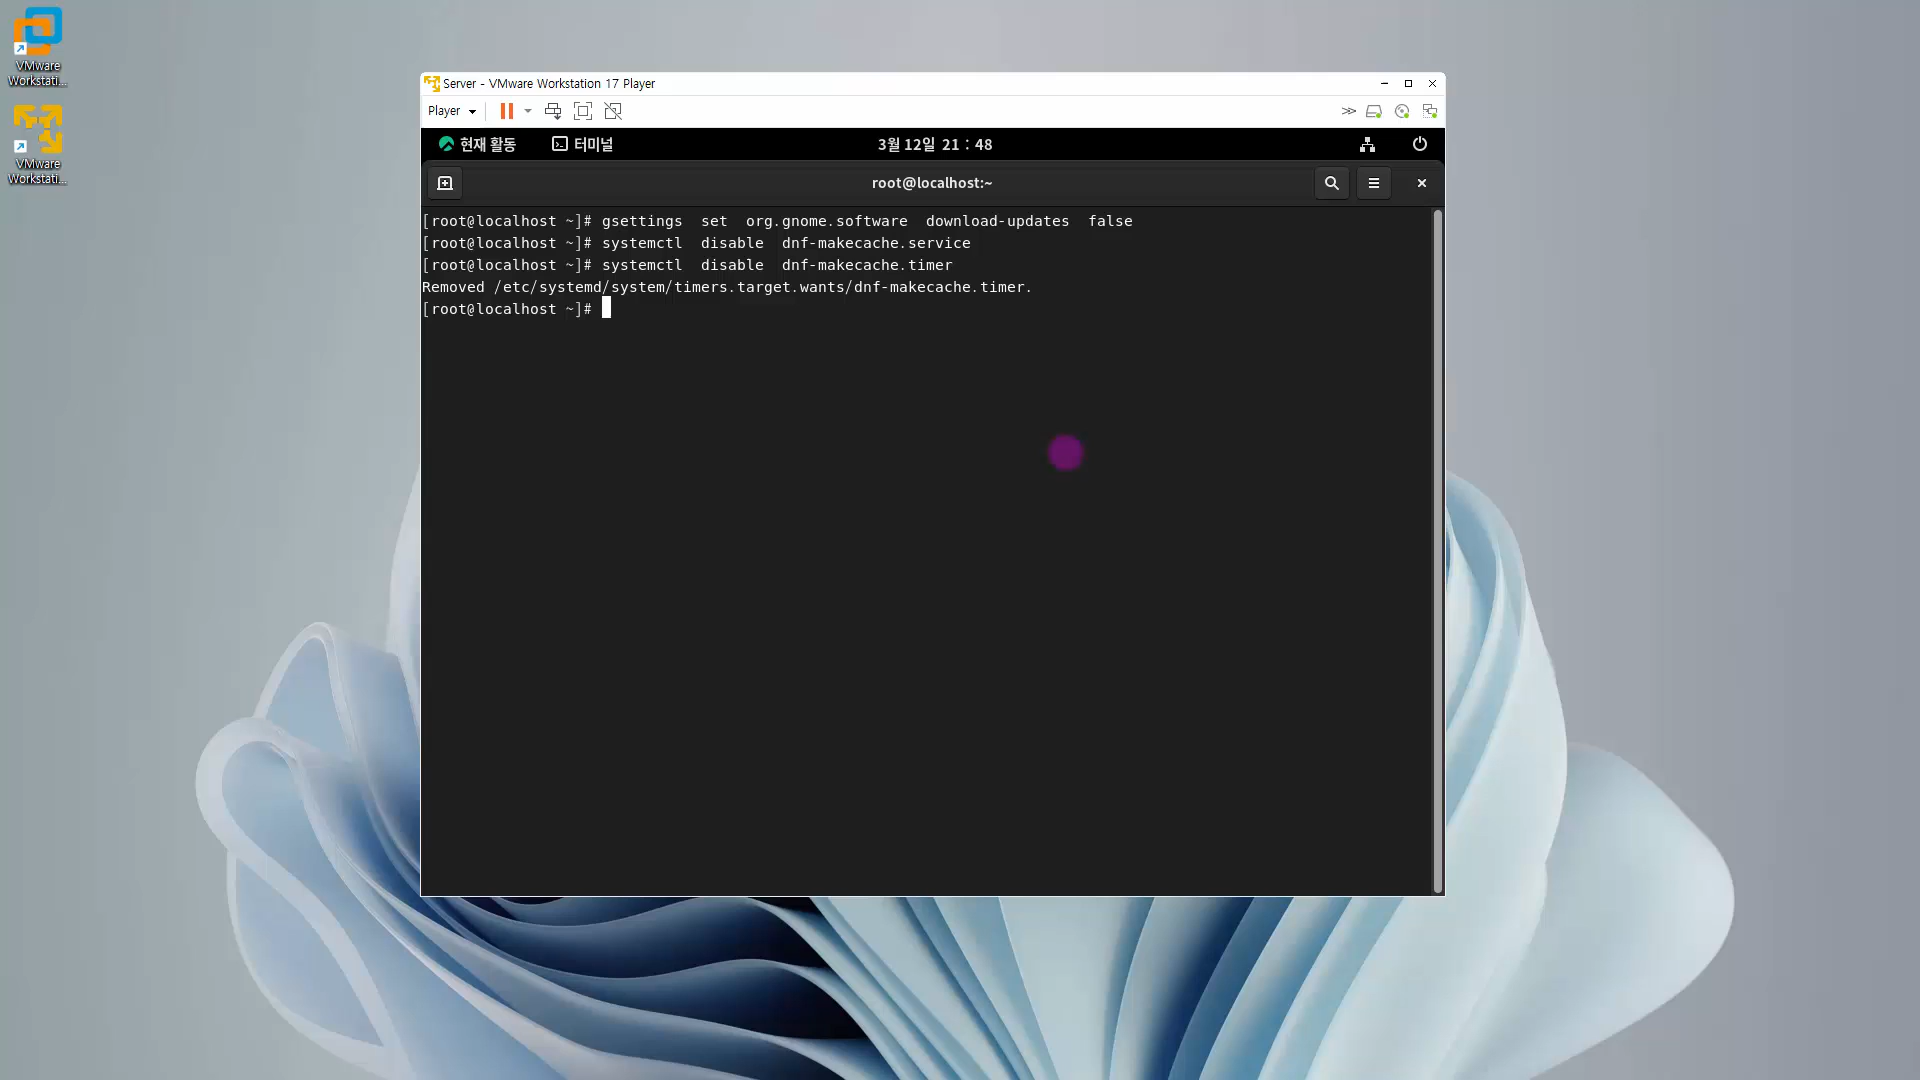 VMware
Workstati...
VMware
Workstati...
Server - VMware Workstation 17 Player
Player
현재 활동
터미널
3월 12일 21 : 48
root@localhost:~
[root@localhost ~]# gsettings  set  org.gnome.software  download-updates  false
[root@localhost ~]# systemctl  disable  dnf-makecache.service
[root@localhost ~]# systemctl  disable  dnf-makecache.timer
Removed /etc/systemd/system/timers.target.wants/dnf-makecache.timer.
[root@localhost ~]#